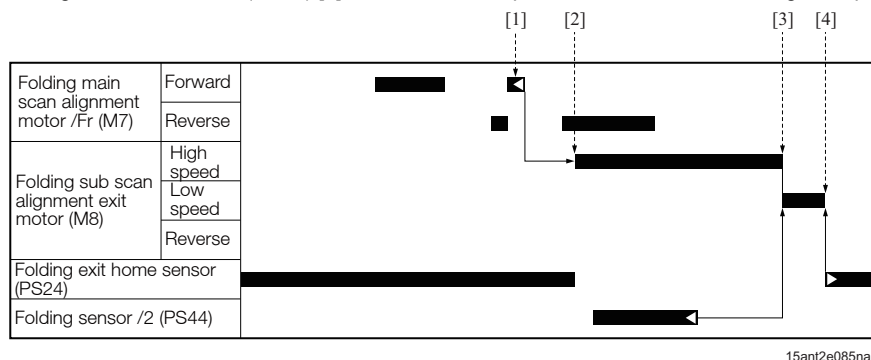 [1] [2] [3] [4]
Folding main
scan alignment
motor /Fr (M7)
Forward
Reverse
Folding sub scan
alignment exit
motor (M8)
High
speed
Low
speed
Reverse
Folding exit home sensor
(PS24)
Folding sensor /2 (PS44)
15ant2e085na